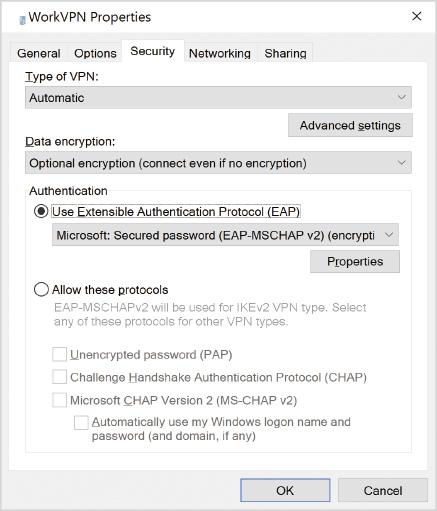 WorkVPN Properties
General Options Security Networking Sharing
Type of VPN:
Automatic
Advanced settings
Data encryption:
Optional encryption (connect even if no encryption)
Authentication
Use Extensible Authentication Protocol (EAP)
Microsoft: Secured password (EAP-MSCHAP v2) (encrypti
Properties
Allow these protocols
EAP-MSCHAPv2 will be used for IKEv2 VPN type. Select
any of these protocols for other VPN types.
Unencrypted password (PAP)
Challenge Handshake Authentication Protocol (CHAP)
Microsoft CHAP Version 2 (MS-CHAP v2)
Automatically use my Windows logon name and
password (and domain, if any)
OK Cancel